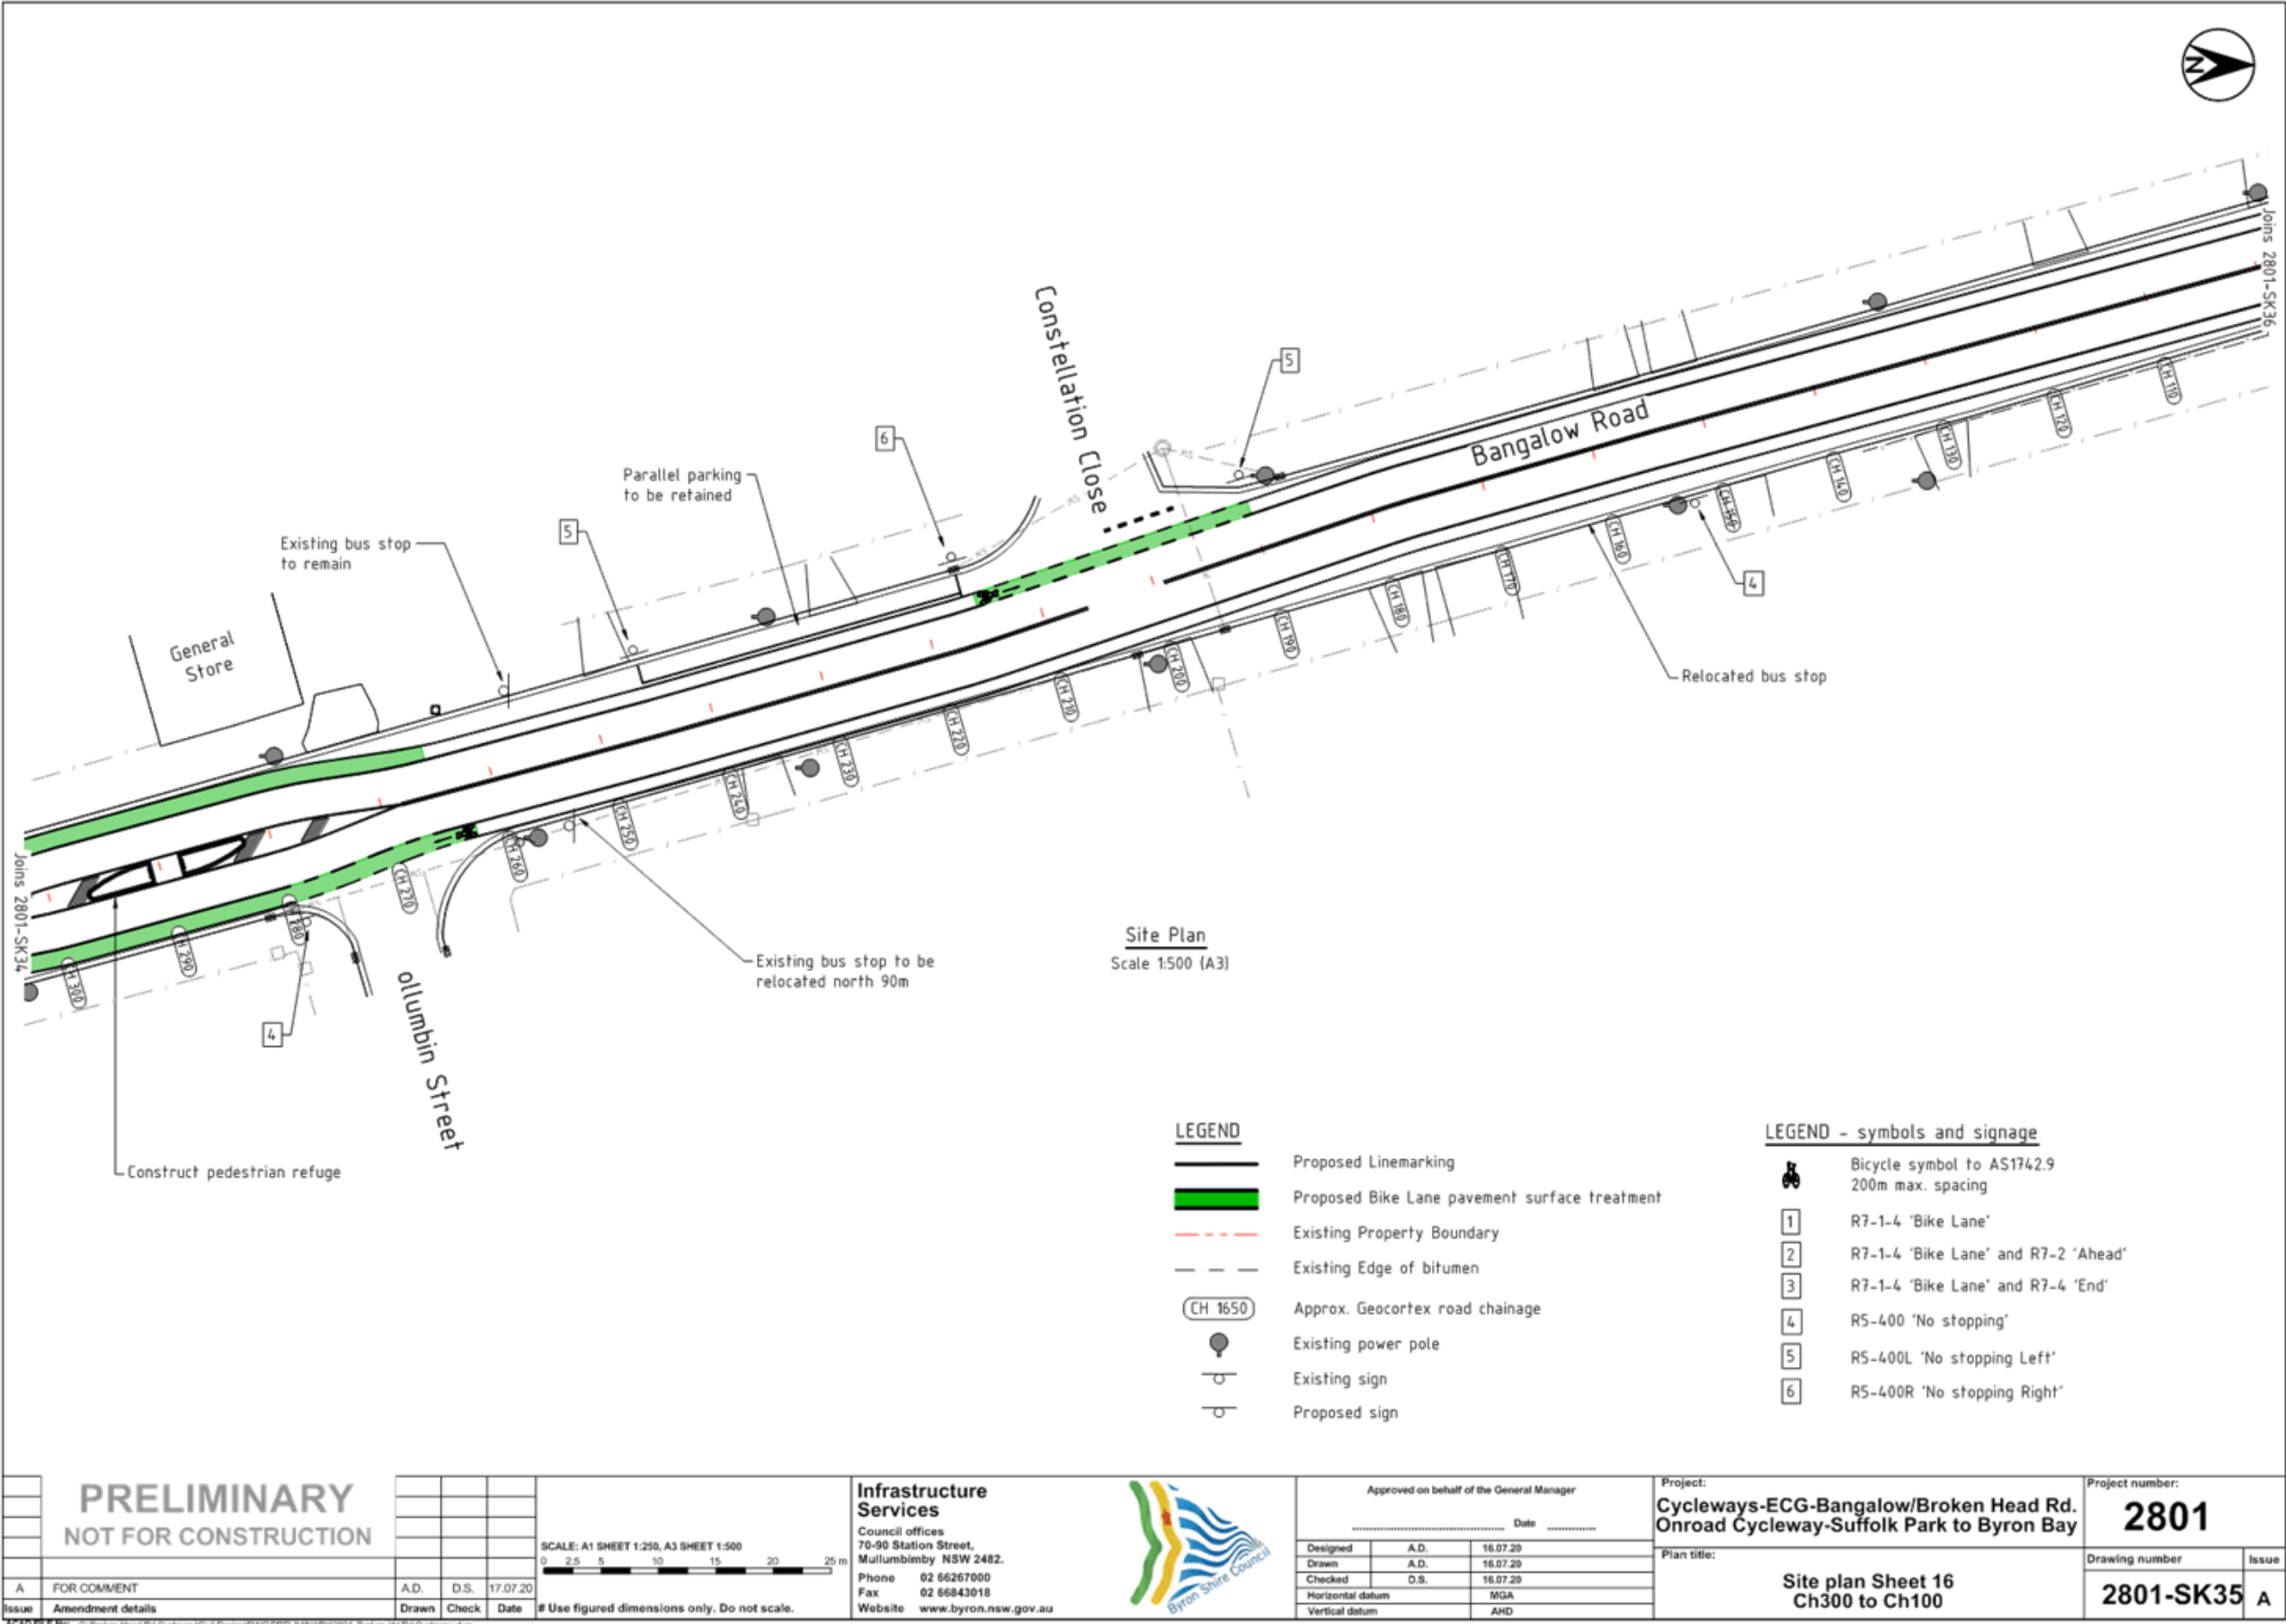 N
Joins 2801-SK36
Constellation Close
5
Bangalow Road
6
Parallel parking
to be retained
5
Existing bus stop
to remain
General
Store
CH 110
CH 120
CH 130
CH 140
CH 150
CH 160
CH 170
CH 180
CH 190
CH 200
CH 210
CH 220
CH 230
CH 240
CH 250
CH 260
CH 270
CH 280
CH 290
CH 300
4
Relocated bus stop
Joins 2801-SK34
Existing bus stop to be
relocated north 90m
4
ollumbin Street
Construct pedestrian refuge
Site Plan
Scale 1:500 (A3)
LEGEND
Proposed Linemarking
Proposed Bike Lane pavement surface treatment
Existing Property Boundary
Existing Edge of bitumen
CH 1650 Approx. Geocortex road chainage
Existing power pole
Existing sign
Proposed sign
LEGEND - symbols and signage
Bicycle symbol to AS1742.9
200m max. spacing
1 R7-1-4 'Bike Lane'
2 R7-1-4 'Bike Lane' and R7-2 'Ahead'
3 R7-1-4 'Bike Lane' and R7-4 'End'
4 R5-400 'No stopping'
5 R5-400L 'No stopping Left'
6 R5-400R 'No stopping Right'
PRELIMINARY
NOT FOR CONSTRUCTION
A FOR COMMENT A.D. D.S. 17.07.20
Issue Amendment details Drawn Check Date
SCALE: A1 SHEET 1:250, A3 SHEET 1:500
0 2.5 5 10 15 20 25 m
# Use figured dimensions only. Do not scale.
Infrastructure
Services
Council offices
70-90 Station Street,
Mullumbimby NSW 2482.
Phone 02 66267000
Fax 02 66843018
Website www.byron.nsw.gov.au
Byron Shire Council
Approved on behalf of the General Manager
Date
Designed A.D. 16.07.20
Drawn A.D. 16.07.20
Checked D.S. 16.07.20
Horizontal datum MGA
Vertical datum AHD
Project:
Cycleways-ECG-Bangalow/Broken Head Rd.
Onroad Cycleway-Suffolk Park to Byron Bay
Plan title:
Site plan Sheet 16
Ch300 to Ch100
Project number:
2801
Drawing number Issue
2801-SK35 A